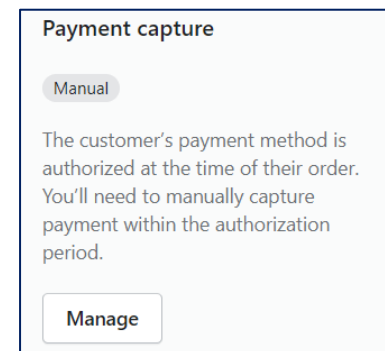 Payment capture
Manual
The customer’s payment method is
authorized at the time of their order.
You’ll need to manually capture
payment within the authorization
period.
Manage